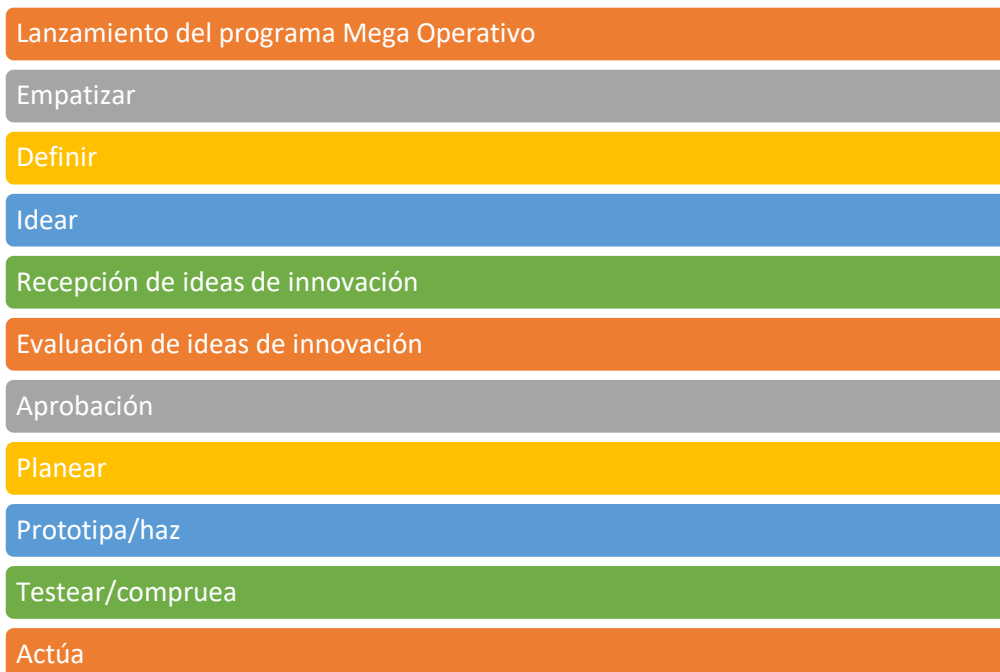 Lanzamiento del programa Mega Operativo
Empatizar
Definir
Idear
Recepción de ideas de innovación
Evaluación de ideas de innovación
Aprobación
Planear
Prototipa/haz
Testear/compruea
Actúa